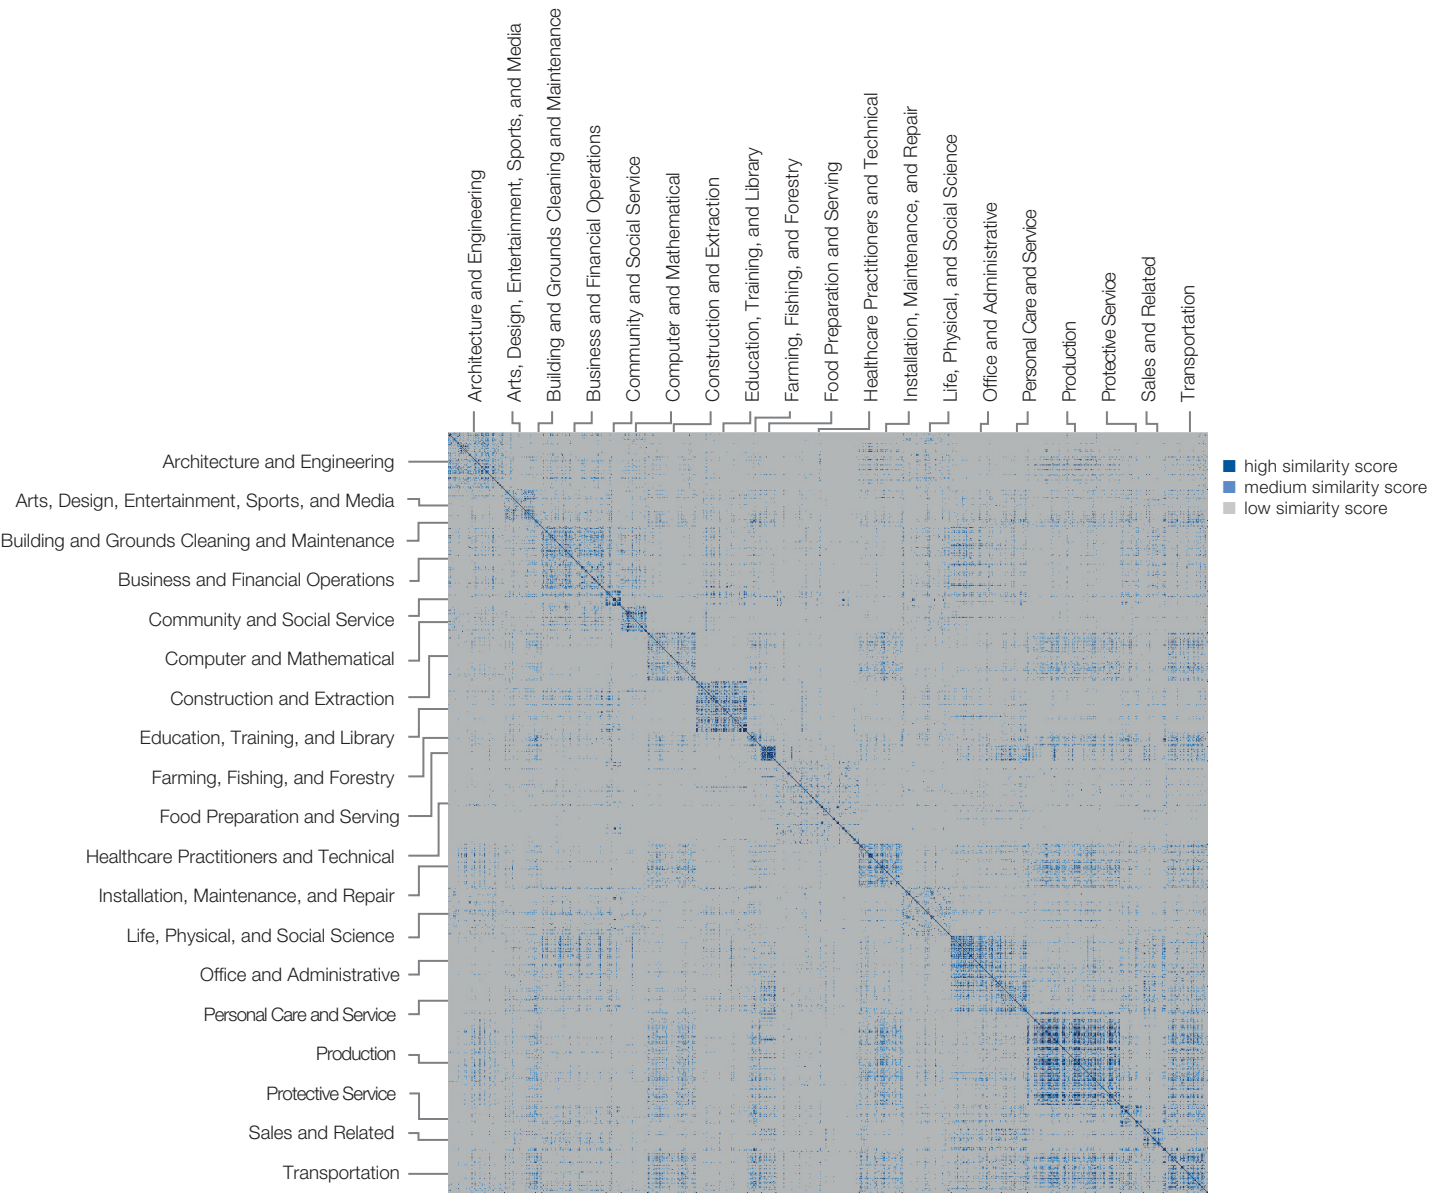 Architecture and Engineering
Arts, Design, Entertainment, Sports, and Media
Building and Grounds Cleaning and Maintenance
Business and Financial Operations
Community and Social Service
Computer and Mathematical
Construction and Extraction
Education, Training, and Library
Farming, Fishing, and Forestry
Food Preparation and Serving
Healthcare Practitioners and Technical
Installation, Maintenance, and Repair
Life, Physical, and Social Science
Office and Administrative
Personal Care and Service
Production
Protective Service
Sales and Related
Transportation
Architecture and Engineering
Arts, Design, Entertainment, Sports, and Media
Building and Grounds Cleaning and Maintenance
Business and Financial Operations
Community and Social Service
Computer and Mathematical
Construction and Extraction
Education, Training, and Library
Farming, Fishing, and Forestry
Food Preparation and Serving
Healthcare Practitioners and Technical
Installation, Maintenance, and Repair
Life, Physical, and Social Science
Office and Administrative
Personal Care and Service
Production
Protective Service
Sales and Related
Transportation
high similarity score
medium similarity score
low simiarity score